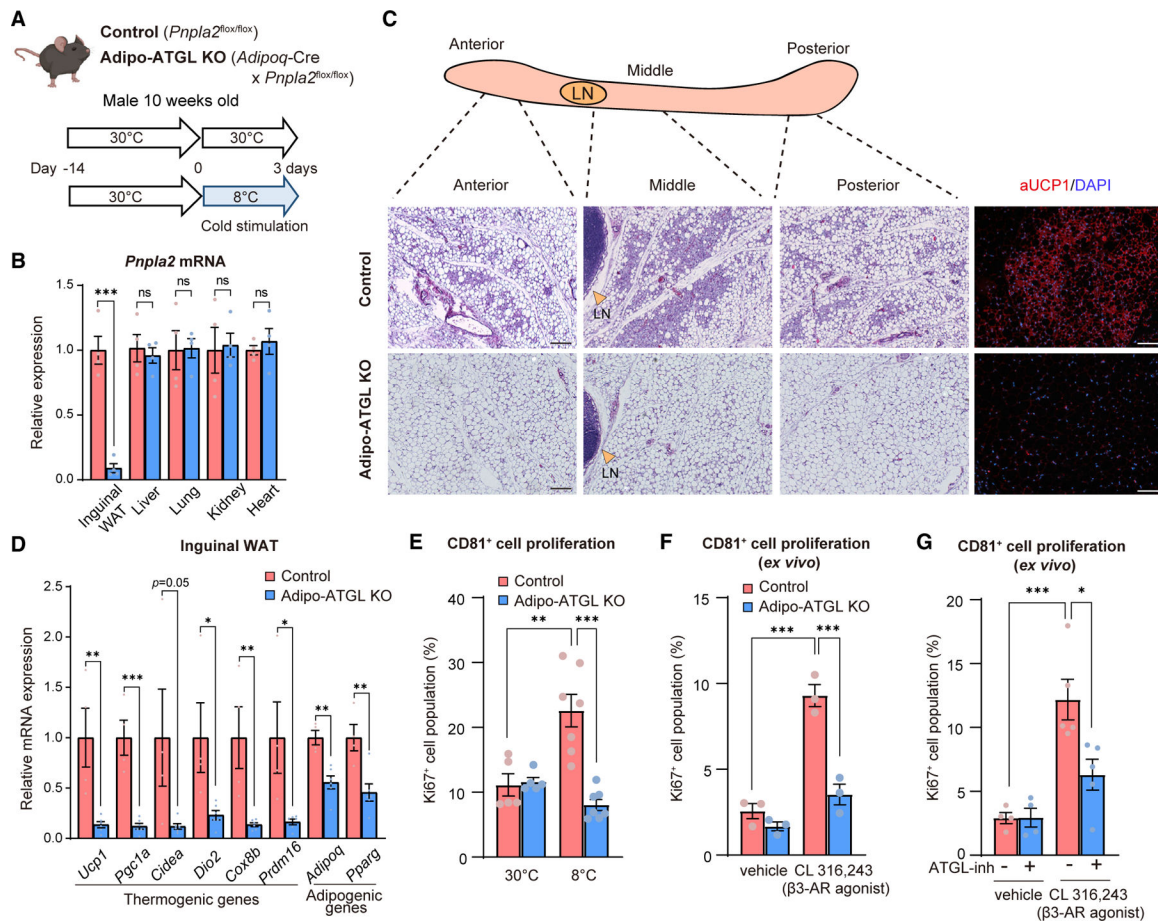 A
Control (Pnpla2flox/flox)
Adipo-ATGL KO (Adipoq-Cre
x Pnpla2flox/flox)
Male 10 weeks old
30°C
30°C
Day -14
0
3 days
30°C
8°C
Cold stimulation
B
Pnpla2 mRNA
Relative expression
1.5
1.0
0.5
0.0
***
ns
ns
ns
ns
Inguinal WAT
Liver
Lung
Kidney
Heart
C
Anterior
Middle
Posterior
LN
Anterior
Middle
Posterior
aUCP1/DAPI
Control
LN
Adipo-ATGL KO
LN
D
Inguinal WAT
Control
Adipo-ATGL KO
Relative mRNA expression
2.5
2.0
1.5
1.0
0.5
0.0
**
***
p=0.05
*
**
*
**
**
Ucp1
Pgc1a
Cidea
Dio2
Cox8b
Prdm16
Adipoq
Pparg
Thermogenic genes
Adipogenic
genes
E
CD81+ cell proliferation
Control
Adipo-ATGL KO
Ki67+ cell population (%)
40
30
20
10
0
**
***
30°C
8°C
F
CD81+ cell proliferation
(ex vivo)
Control
Adipo-ATGL KO
Ki67+ cell population (%)
15
10
5
0
***
***
vehicle
CL 316,243
(β3-AR agonist)
G
CD81+ cell proliferation
(ex vivo)
Ki67+ cell population (%)
20
15
10
5
0
***
*
ATGL-inh - + - +
vehicle
CL 316,243
(β3-AR agonist)